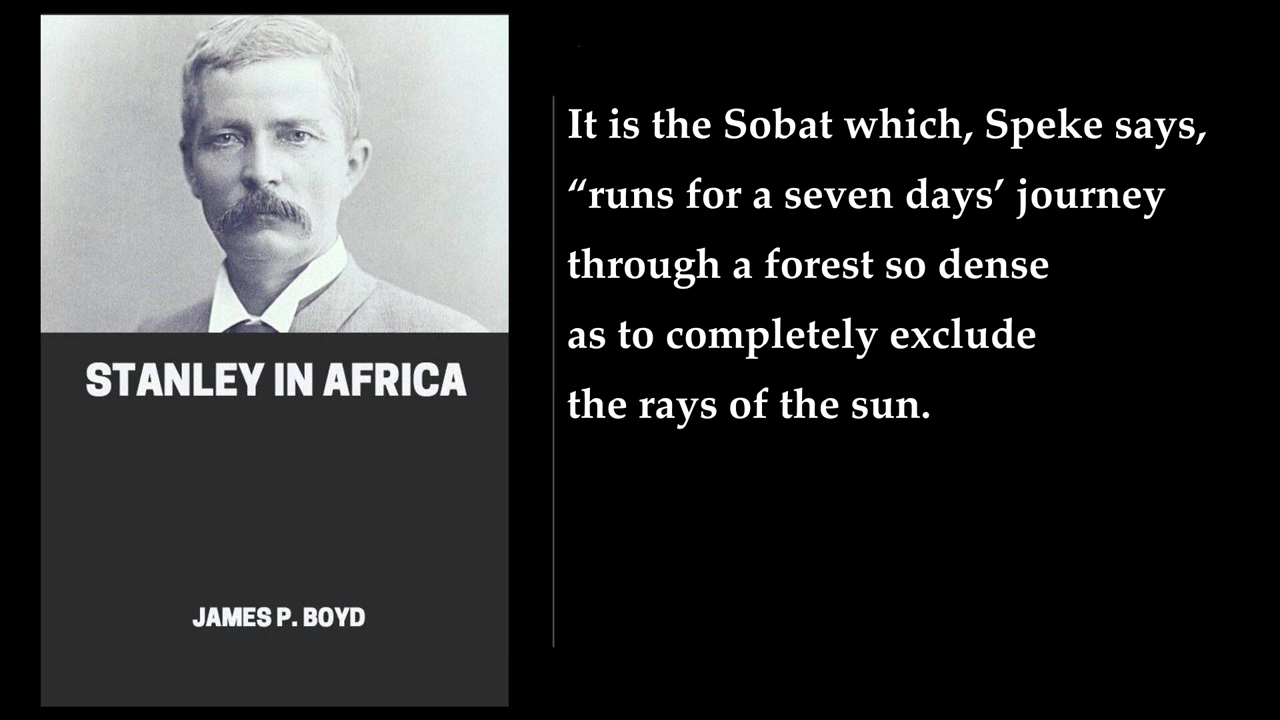 STANLEY IN AFRICA
JAMES P. BOYD
It is the Sobat which, Speke says,
“runs for a seven days’ journey
through a forest so dense
as to completely exclude
the rays of the sun.